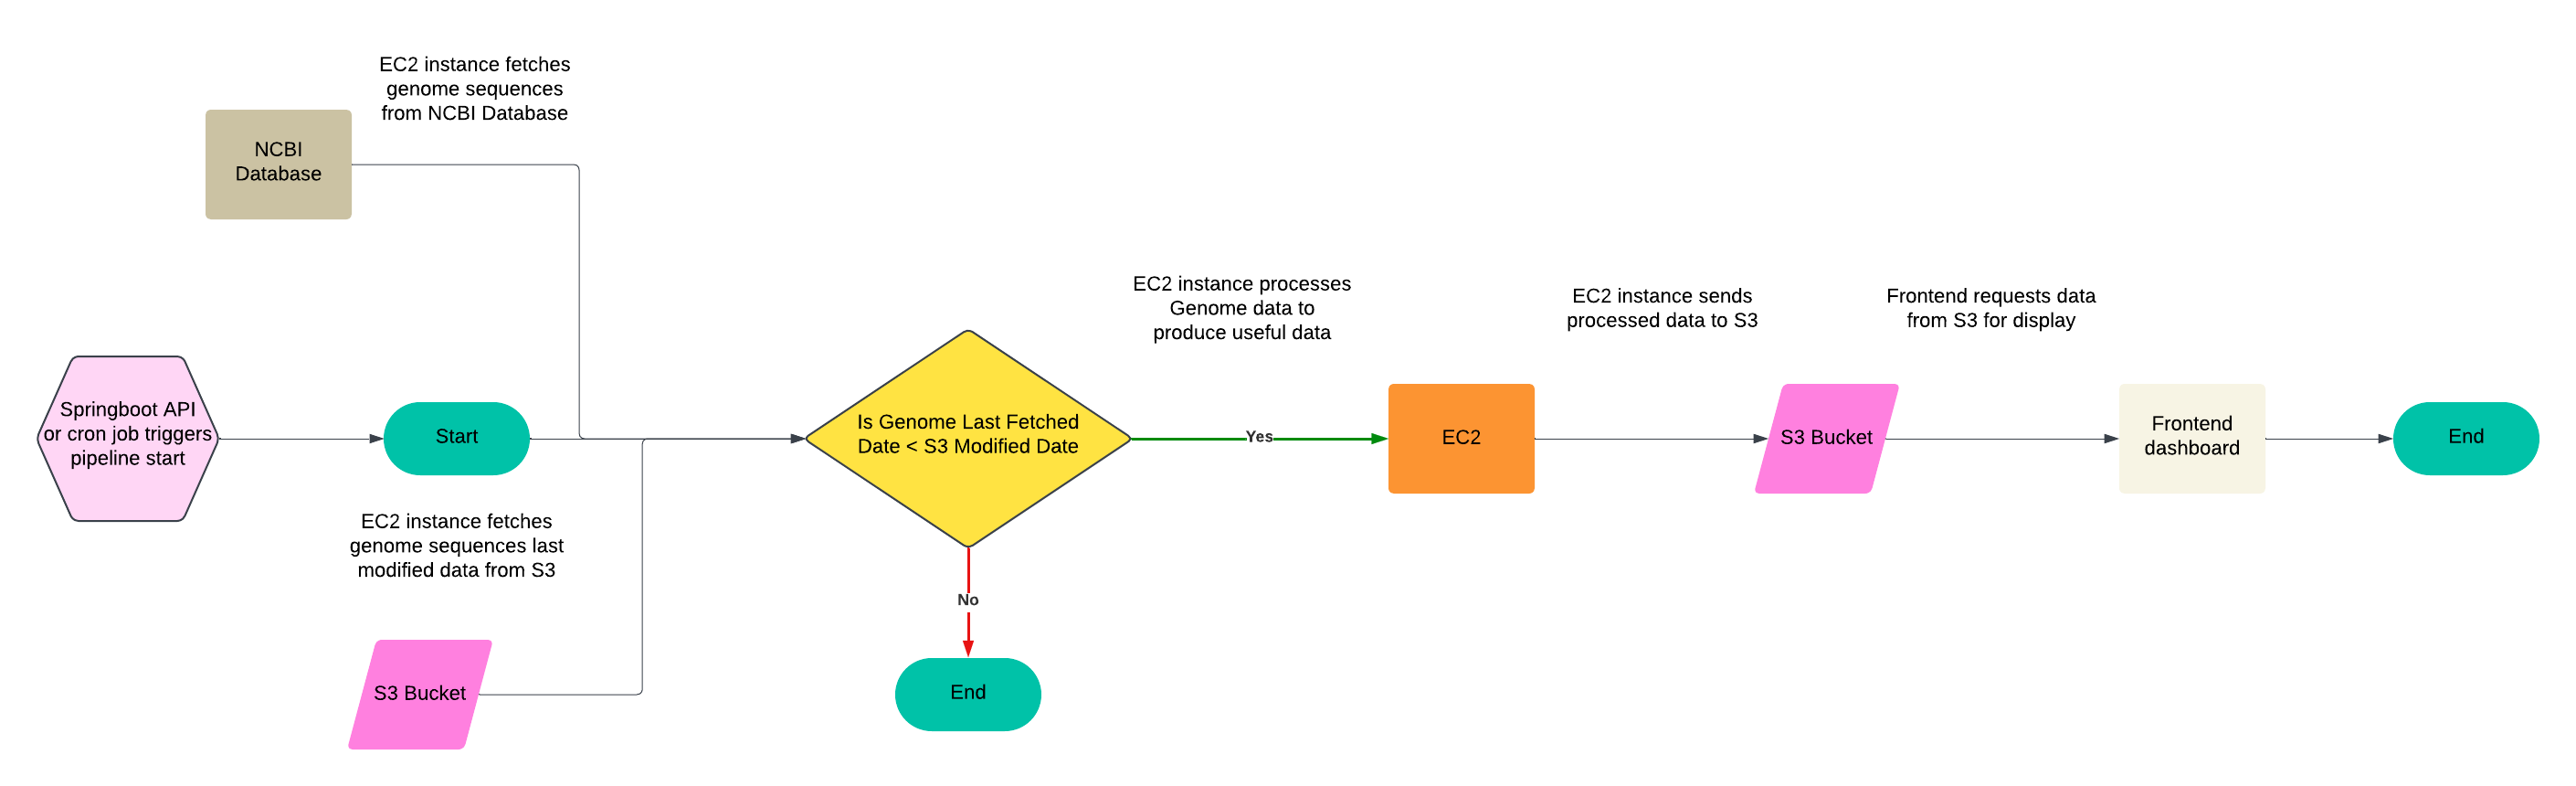 EC2 instance fetches
genome sequences
from NCBI Database
NCBI
Database
EC2 instance processes
Genome data to
produce useful data
EC2 instance sends
processed data to S3
Frontend requests data
from S3 for display
Springboot API
or cron job triggers
pipeline start
Start
Is Genome Last Fetched
Date < S3 Modified Date
Yes
EC2
S3 Bucket
Frontend
dashboard
End
EC2 instance fetches
genome sequences last
modified data from S3
No
S3 Bucket
End